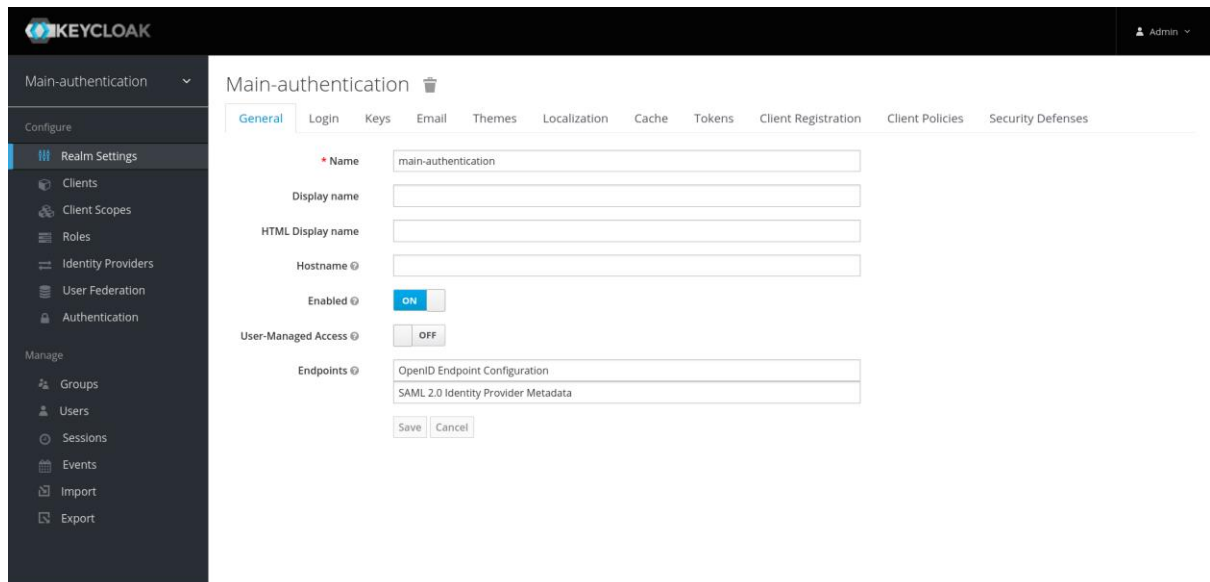 KEYCLOAK
Admin
Main-authentication
Configure
Realm Settings
Clients
Client Scopes
Roles
Identity Providers
User Federation
Authentication
Manage
Groups
Users
Sessions
Events
Import
Export
Main-authentication
General Login Keys Email Themes Localization Cache Tokens Client Registration Client Policies Security Defenses
* Name main-authentication
Display name
HTML Display name
Hostname
Enabled ON
User-Managed Access OFF
Endpoints OpenID Endpoint Configuration
SAML 2.0 Identity Provider Metadata
Save Cancel